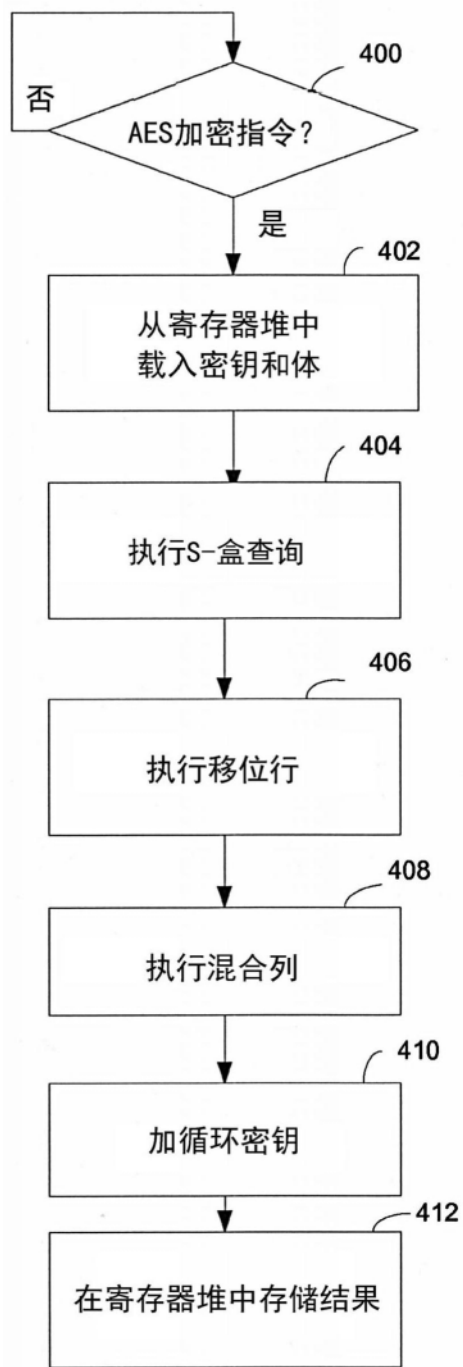 400
否
AES加密指令?
是
402
从寄存器堆中
载入密钥和体
404
执行S-盒查询
406
执行移位行
408
执行混合列
410
加循环密钥
412
在寄存器堆中存储结果